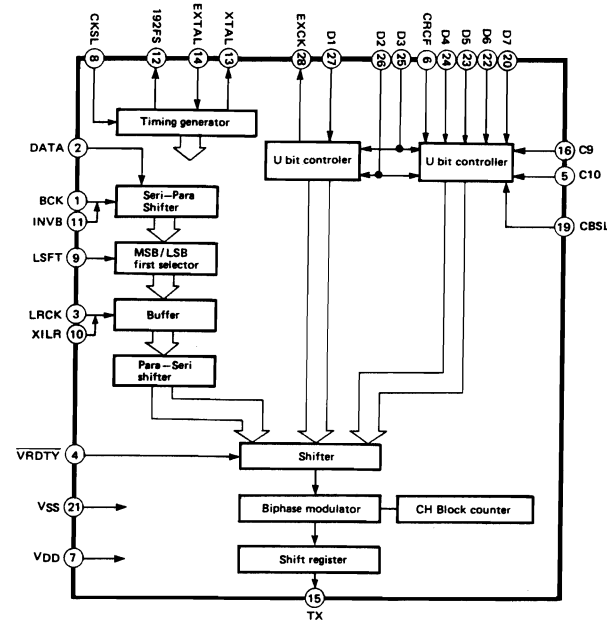 CKSL 192FS EXTAL XTAL EXCK D1 D2 D3 CRCF D4 D5 D6 D7
8 12 14 13 28 27 26 25 6 24 23 22 20
Timing generator
DATA 2
U bit controler
U bit controller
16 C9
5 C10
BCK 1
INVB 11
Seri-Para
Shifter
19 CBSL
LSFT 9
MSB/LSB
first selector
LRCK 3
XILR 10
Buffer
Para-Seri
shifter
VRDTY 4
Shifter
VSS 21
Biphase modulator
CH Block counter
VDD 7
Shift register
15
TX